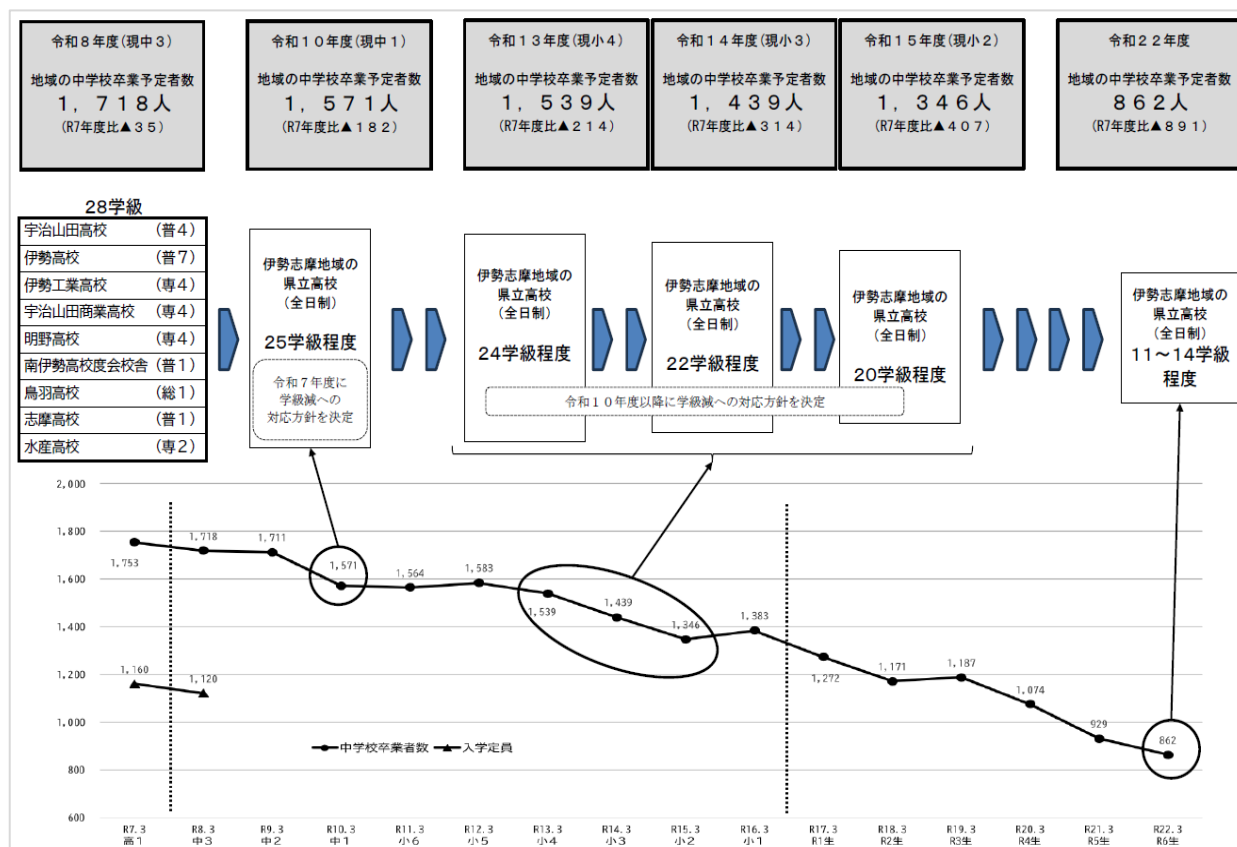 令和8年度(現中3)
地域の中学校卒業予定者数
1,718人
(R7年度比▲35)
令和10年度(現中1)
地域の中学校卒業予定者数
1,571人
(R7年度比▲182)
令和13年度(現小4)
地域の中学校卒業予定者数
1,539人
(R7年度比▲214)
令和14年度(現小3)
地域の中学校卒業予定者数
1,439人
(R7年度比▲314)
令和15年度(現小2)
地域の中学校卒業予定者数
1,346人
(R7年度比▲407)
令和22年度
地域の中学校卒業予定者数
862人
(R7年度比▲891)
28学級
宇治山田高校 (普4)
伊勢高校 (普7)
伊勢工業高校 (専4)
宇治山田商業高校 (専4)
明野高校 (専4)
南伊勢高校度会校舎 (普1)
鳥羽高校 (総1)
志摩高校 (普1)
水産高校 (専2)
伊勢志摩地域の
県立高校
(全日制)
25学級程度
令和7年度に
学級減への
対応方針を決定
伊勢志摩地域の
県立高校
(全日制)
24学級程度
伊勢志摩地域の
県立高校
(全日制)
22学級程度
伊勢志摩地域の
県立高校
(全日制)
20学級程度
令和10年度以降に学級減への対応方針を決定
伊勢志摩地域の
県立高校
(全日制)
11~14学級
程度
2,000
1,800
1,600
1,400
1,200
1,000
800
600
1,753
1,718
1,711
1,571
1,564
1,583
1,539
1,439
1,346
1,383
1,272
1,171
1,187
1,074
929
862
1,160
1,120
中学校卒業者数 入学定員
R7.3 R8.3 R9.3 R10.3 R11.3 R12.3 R13.3 R14.3 R15.3 R16.3 R17.3 R18.3 R19.3 R20.3 R21.3 R22.3
高1 中3 中2 中1 小6 小5 小4 小3 小2 小1 R1生 R2生 R3生 R4生 R5生 R6生